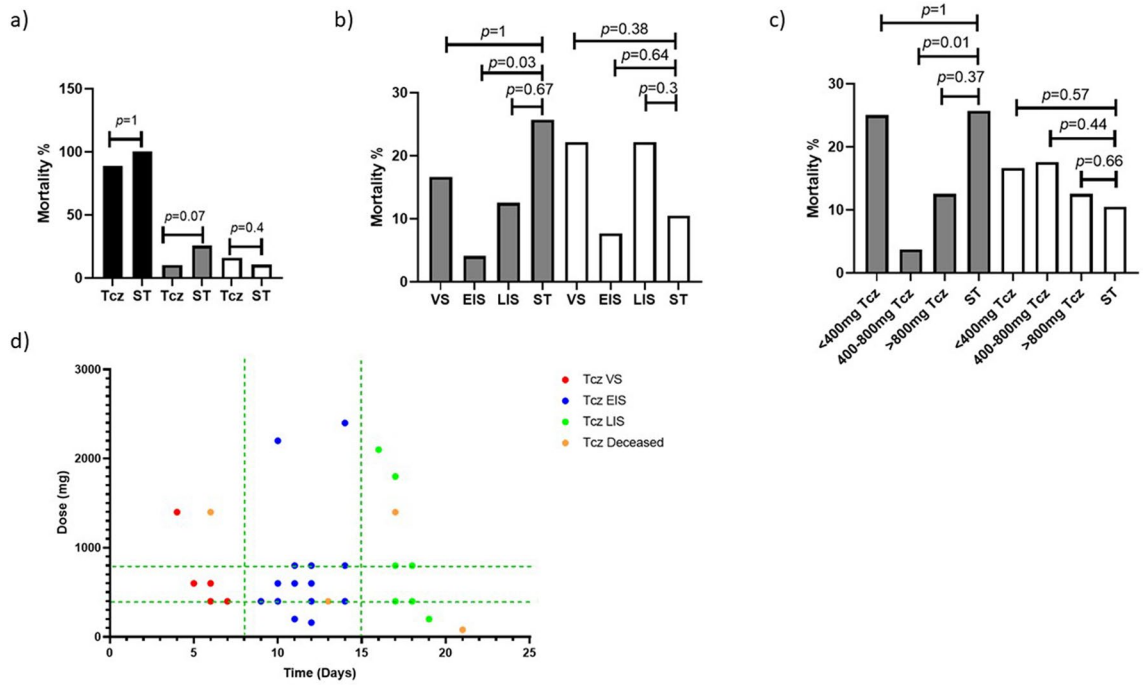 a)
150
100
50
0
Mortality %
p=1
p=0.07
p=0.4
Tcz ST Tcz ST Tcz ST
b)
p=1
p=0.38
p=0.03
p=0.64
p=0.67
p=0.3
30
20
10
0
Mortality %
VS EIS LIS ST VS EIS LIS ST
c)
p=1
p=0.01
p=0.37
p=0.57
p=0.44
p=0.66
30
20
10
0
Mortality %
<400mg Tcz
400-800mg Tcz
>800mg Tcz
ST
<400mg Tcz
400-800mg Tcz
>800mg Tcz
ST
d)
3000
2000
1000
0
Dose (mg)
0 5 10 15 20 25
Time (Days)
Tcz VS
Tcz EIS
Tcz LIS
Tcz Deceased